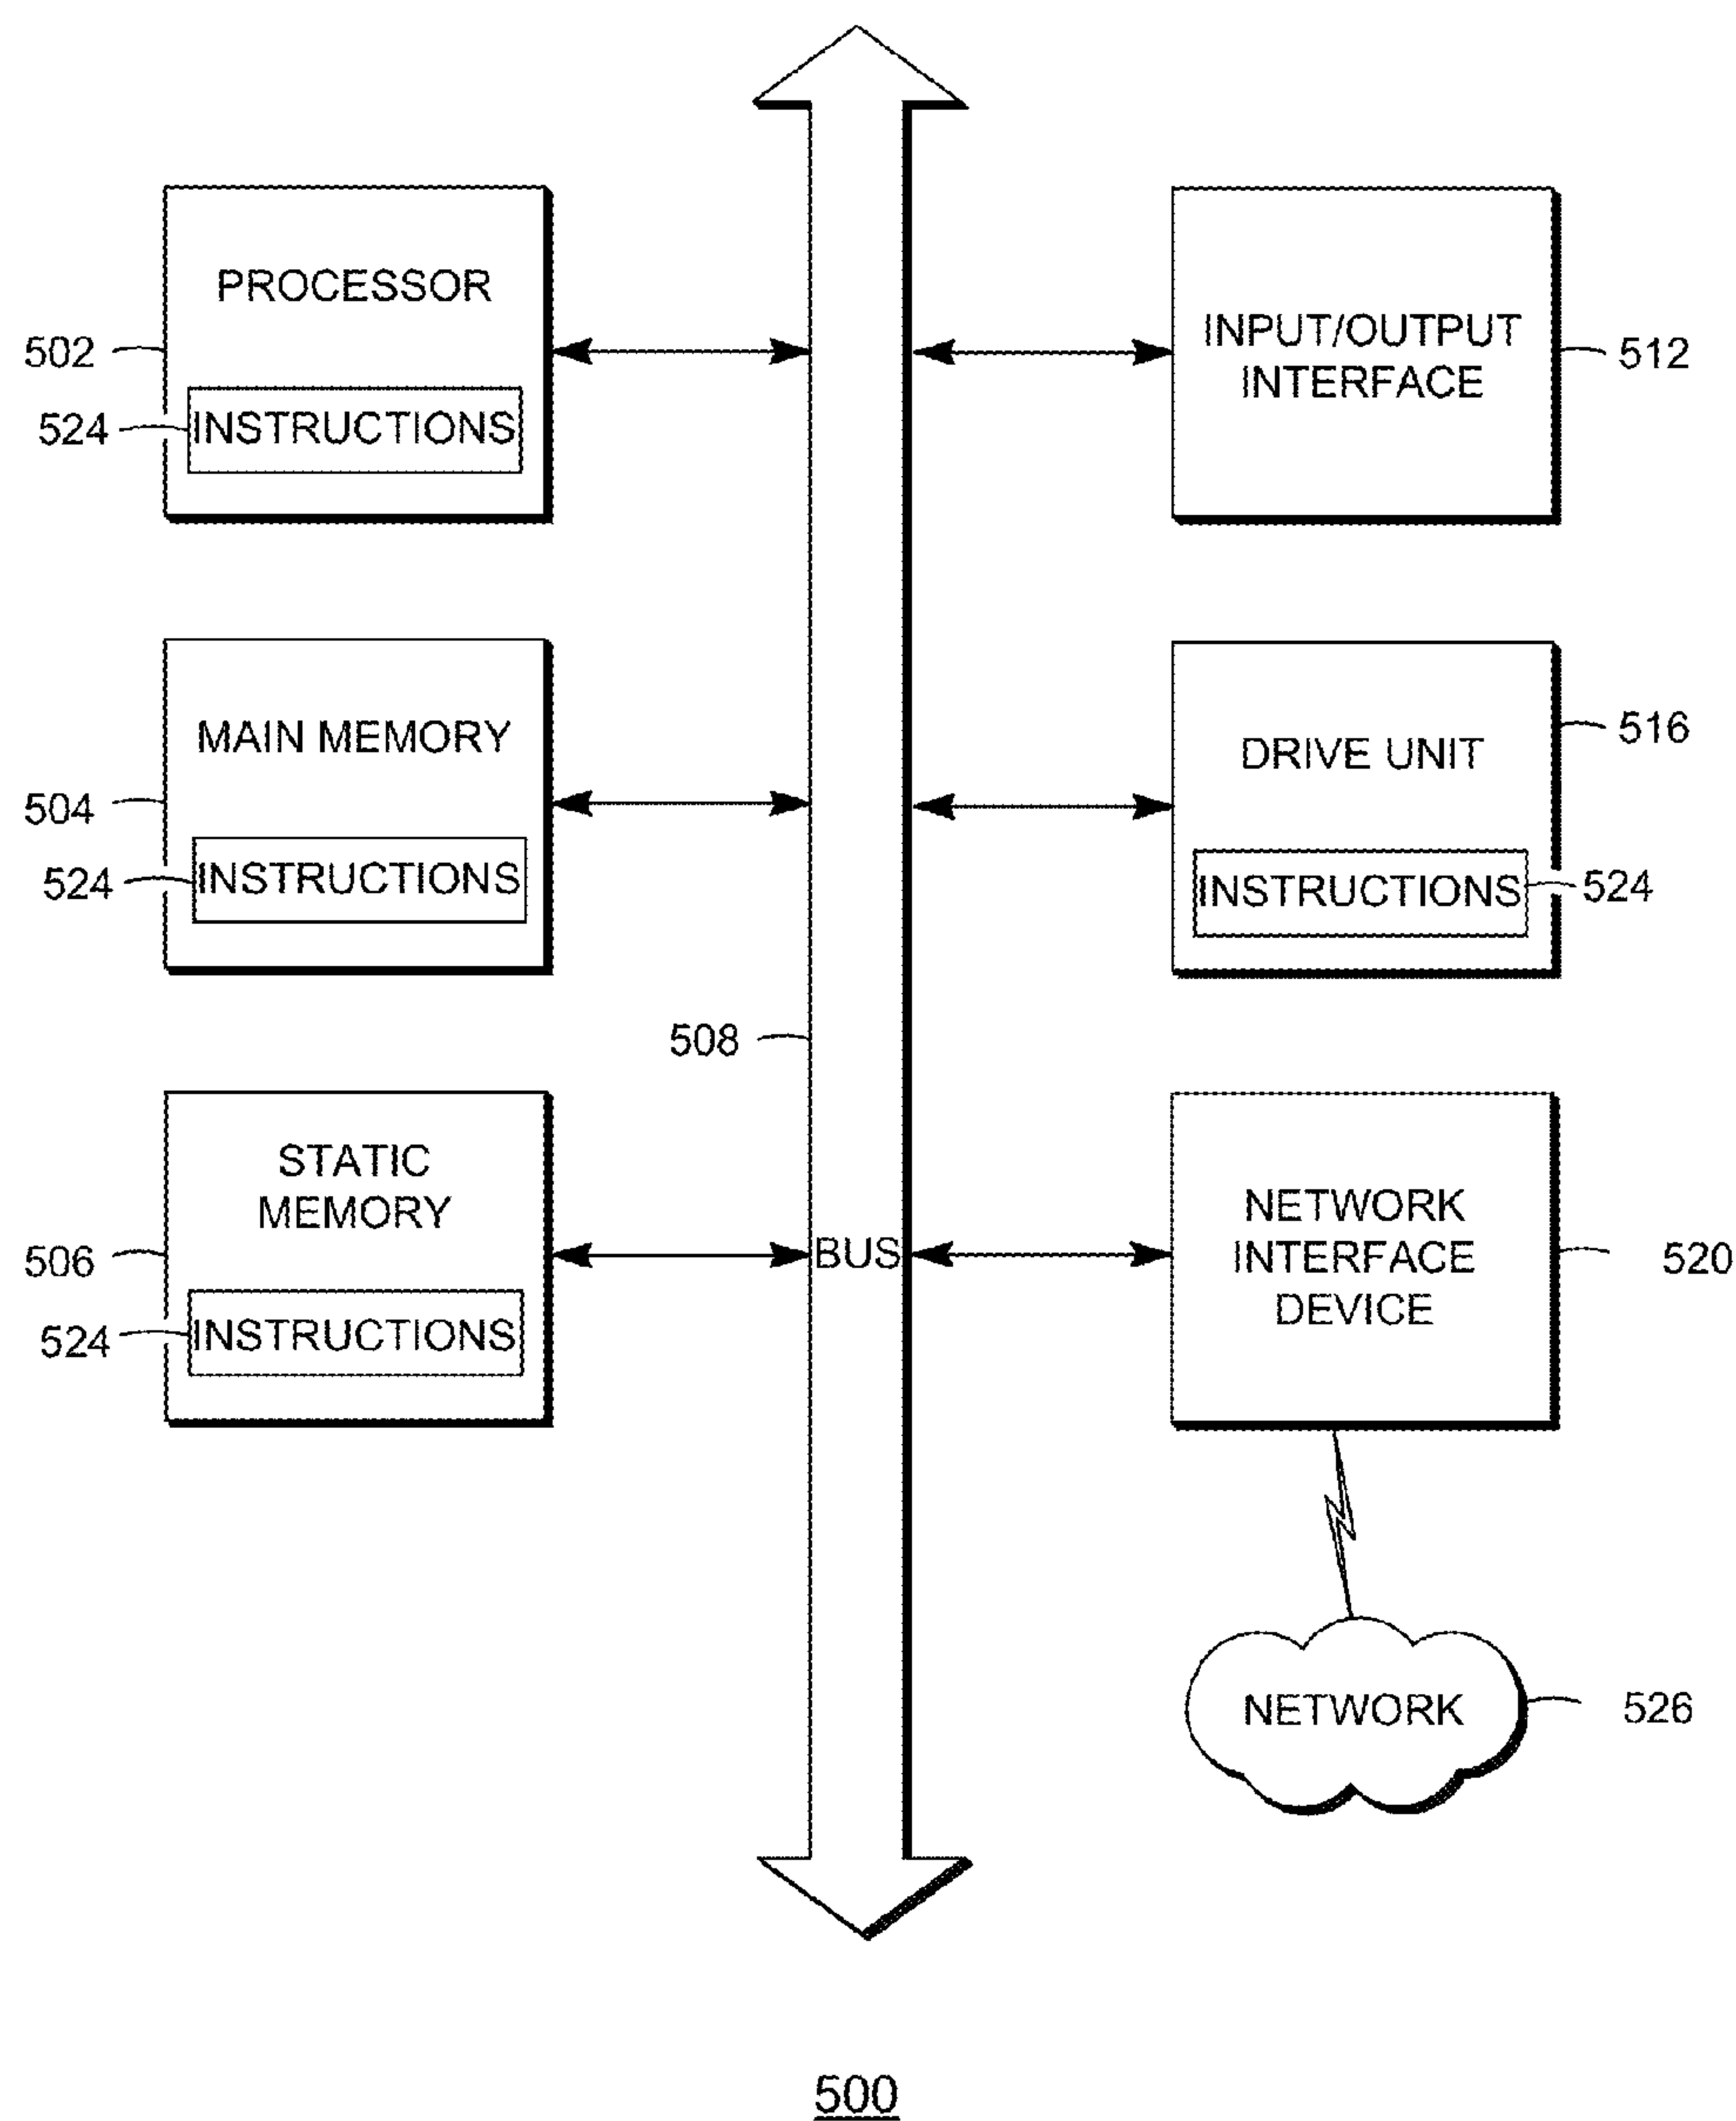 PROCESSOR
502
524
INSTRUCTIONS
INPUT/OUTPUT
INTERFACE
512
MAIN MEMORY
504
524
INSTRUCTIONS
DRIVE UNIT
516
INSTRUCTIONS
524
508
STATIC
MEMORY
506
524
INSTRUCTIONS
BUS
NETWORK
INTERFACE
DEVICE
520
NETWORK
526
500